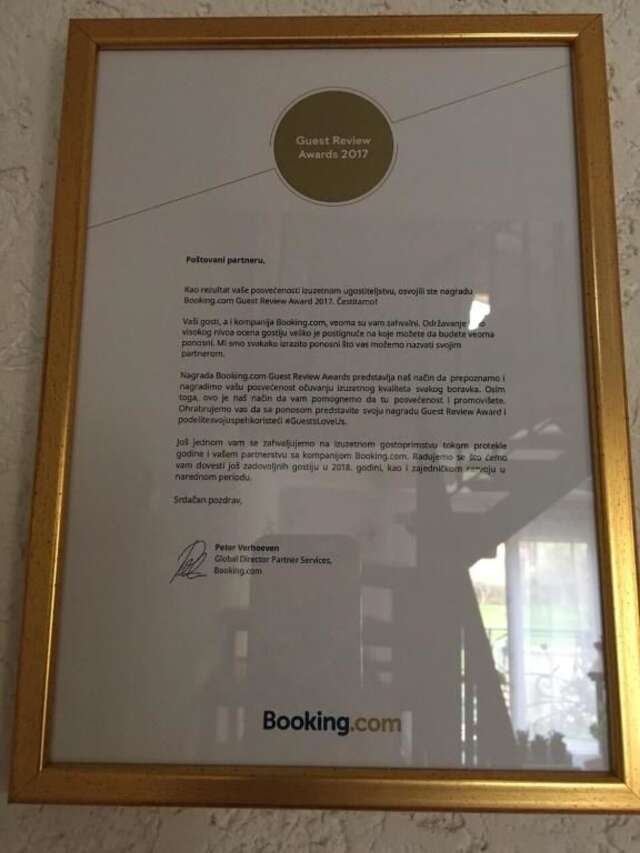 Guest Review
Awards 2017
Poštovani partneru,
Kao rezultat vaše posvećenosti izuzetnom ugostiteljstvu, osvojili ste nagradu
Booking.com Guest Review Award 2017. Čestitamo!
Vaši gosti, a i kompanija Booking.com, veoma su vam zahvalni. Održavanje
visokog nivoa ocena gostiju veliko je postignuće na koje možete da budete veoma
ponosni. Mi smo svakako izrazito ponosni što vas možemo nazvati svojim
partnerom.
Nagrada Booking.com Guest Review Awards predstavlja naš način da prepoznamo i
nagradimo vašu posvećenost očuvanju izuzetnog kvaliteta svakog boravka. Osim
toga, ovo je naš način da vam pomognemo da tu posvećenost i promovišete.
Ohrabrujemo vas da sa ponosom predstavite svoju nagradu Guest Review Award i
podelite svoj uspeh koristeći #GuestsLoveUs.
Još jednom vam se zahvaljujemo na izuzetnom gostoprimstvu tokom protekle
godine i vašem partnerstvu sa kompanijom Booking.com. Radujemo se što ćemo
vam dovesti još zadovoljnih gostiju u 2018. godini, kao i zajedničkom razvoju u
narednom periodu.
Srdačan pozdrav,
Peter Verhoeven
Global Director Partner Services,
Booking.com
Booking.com